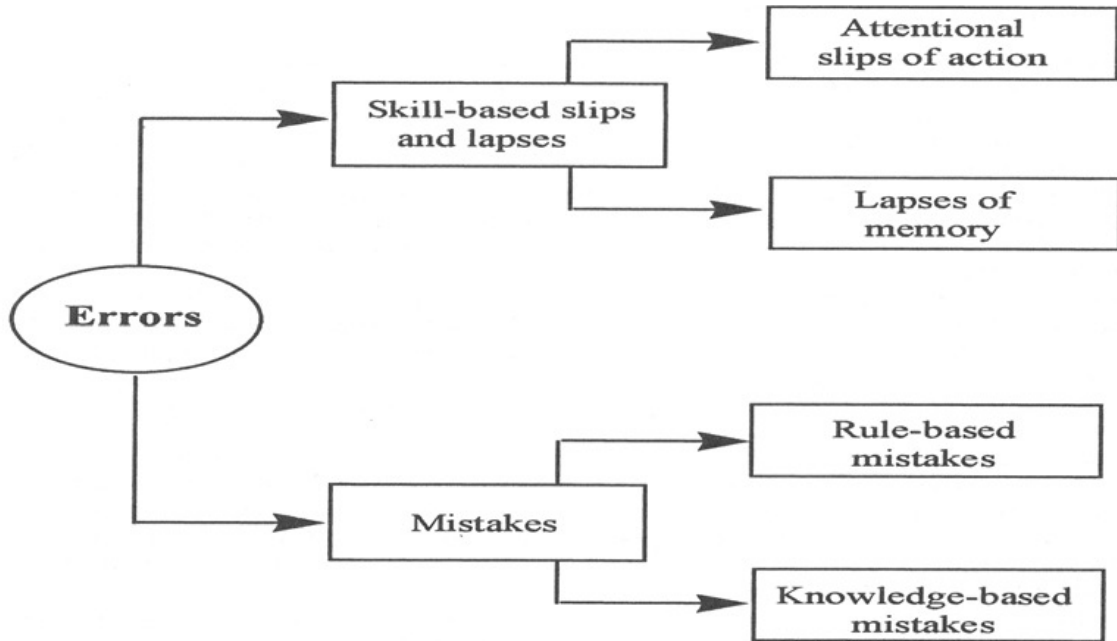 Attentional
slips of action
Skill-based slips
and lapses
Lapses of
memory
Errors
Rule-based
mistakes
Mistakes
Knowledge-based
mistakes